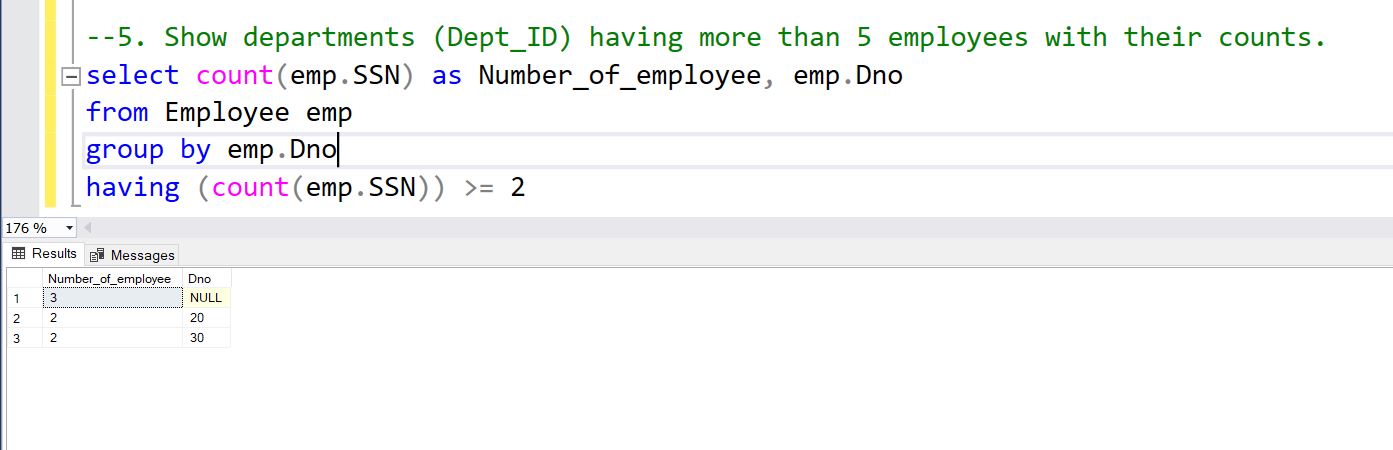 --5. Show departments (Dept_ID) having more than 5 employees with their counts.
select count(emp.SSN) as Number_of_employee, emp.Dno
from Employee emp
group by emp.Dno
having (count(emp.SSN)) >= 2
176 %
Results Messages
Number_of_employee Dno
1 3 NULL
2 2 20
3 2 30